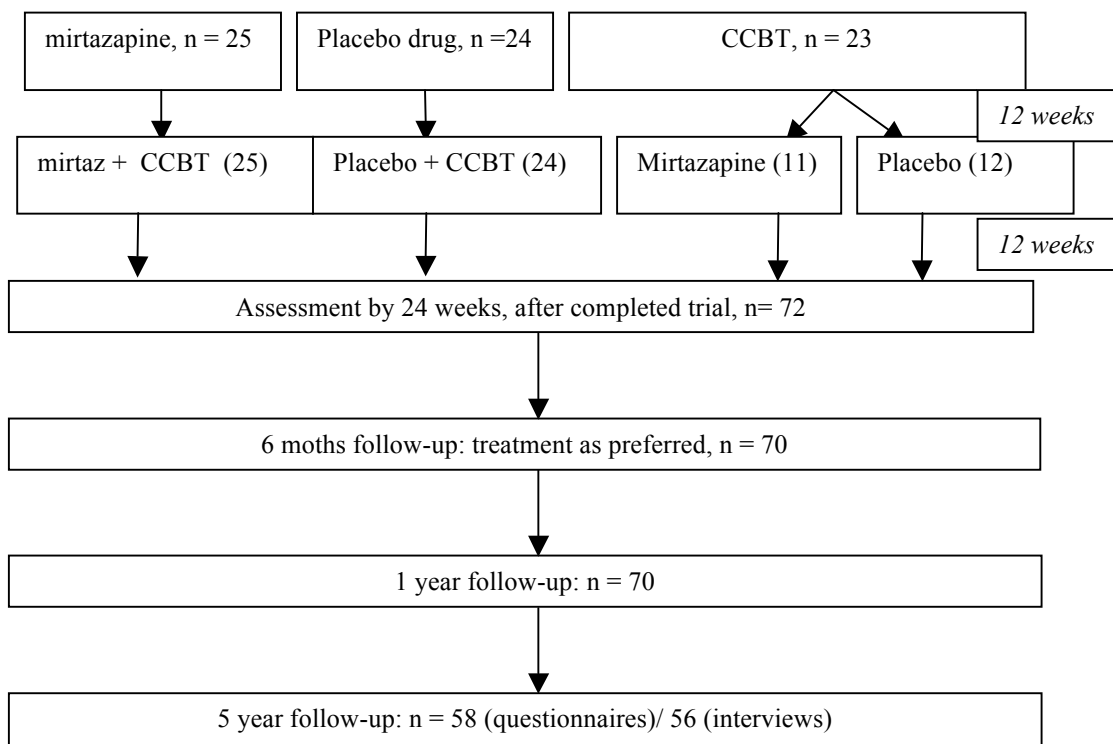 mirtazapine, n = 25
Placebo drug, n =24
CCBT, n = 23
12 weeks
mirtaz + CCBT (25)
Placebo + CCBT (24)
Mirtazapine (11)
Placebo (12)
12 weeks
Assessment by 24 weeks, after completed trial, n= 72
6 moths follow-up: treatment as preferred, n = 70
1 year follow-up: n = 70
5 year follow-up: n = 58 (questionnaires)/ 56 (interviews)